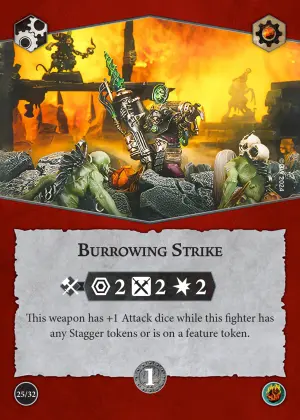 BURROWING STRIKE
2 2 2
This weapon has +1 Attack dice while this fighter has
any Stagger tokens or is on a feature token.
1
25/32